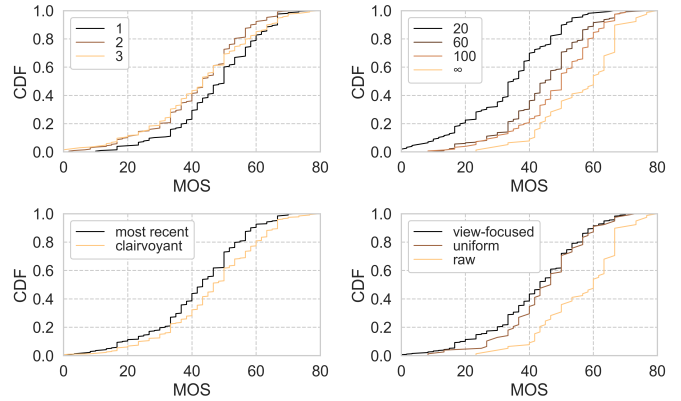 CDF
1.0
0.8
0.6
0.4
0.2
0.0
1
2
3
0 20 40 60 80
MOS
CDF
1.0
0.8
0.6
0.4
0.2
0.0
20
60
100
∞
0 20 40 60 80
MOS
CDF
1.0
0.8
0.6
0.4
0.2
0.0
most recent
clairvoyant
0 20 40 60 80
MOS
CDF
1.0
0.8
0.6
0.4
0.2
0.0
view-focused
uniform
raw
0 20 40 60 80
MOS